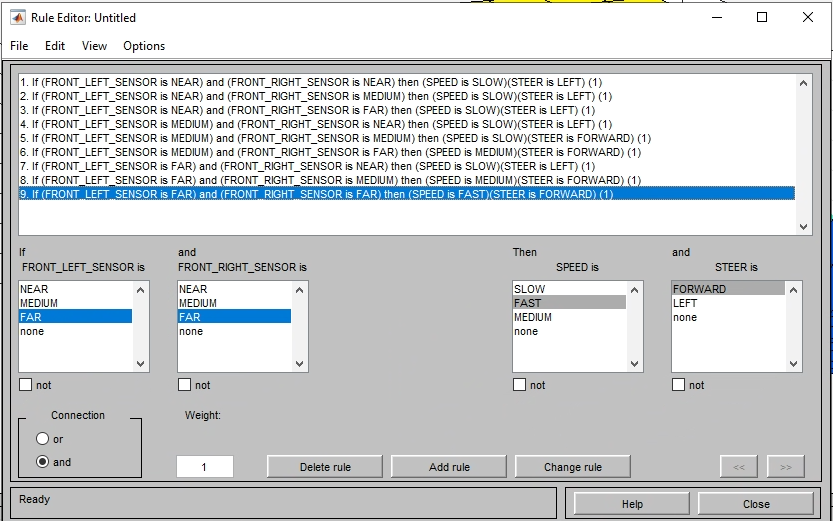 Rule Editor: Untitled
File Edit View Options
1. If (FRONT_LEFT_SENSOR is NEAR) and (FRONT_RIGHT_SENSOR is NEAR) then (SPEED is SLOW)(STEER is LEFT) (1)
2. If (FRONT_LEFT_SENSOR is NEAR) and (FRONT_RIGHT_SENSOR is MEDIUM) then (SPEED is SLOW)(STEER is LEFT) (1)
3. If (FRONT_LEFT_SENSOR is NEAR) and (FRONT_RIGHT_SENSOR is FAR) then (SPEED is SLOW)(STEER is LEFT) (1)
4. If (FRONT_LEFT_SENSOR is MEDIUM) and (FRONT_RIGHT_SENSOR is NEAR) then (SPEED is SLOW)(STEER is LEFT) (1)
5. If (FRONT_LEFT_SENSOR is MEDIUM) and (FRONT_RIGHT_SENSOR is MEDIUM) then (SPEED is SLOW)(STEER is FORWARD) (1)
6. If (FRONT_LEFT_SENSOR is MEDIUM) and (FRONT_RIGHT_SENSOR is FAR) then (SPEED is MEDIUM)(STEER is FORWARD) (1)
7. If (FRONT_LEFT_SENSOR is FAR) and (FRONT_RIGHT_SENSOR is NEAR) then (SPEED is SLOW)(STEER is LEFT) (1)
8. If (FRONT_LEFT_SENSOR is FAR) and (FRONT_RIGHT_SENSOR is MEDIUM) then (SPEED is MEDIUM)(STEER is FORWARD) (1)
9. If (FRONT_LEFT_SENSOR is FAR) and (FRONT_RIGHT_SENSOR is FAR) then (SPEED is FAST)(STEER is FORWARD) (1)
If
FRONT_LEFT_SENSOR is
NEAR
MEDIUM
FAR
none
not
and
FRONT_RIGHT_SENSOR is
NEAR
MEDIUM
FAR
none
not
Then
SPEED is
SLOW
FAST
MEDIUM
none
not
and
STEER is
FORWARD
LEFT
none
not
Connection
or
and
Weight:
1
Delete rule
Add rule
Change rule
<<
>>
Ready
Help
Close